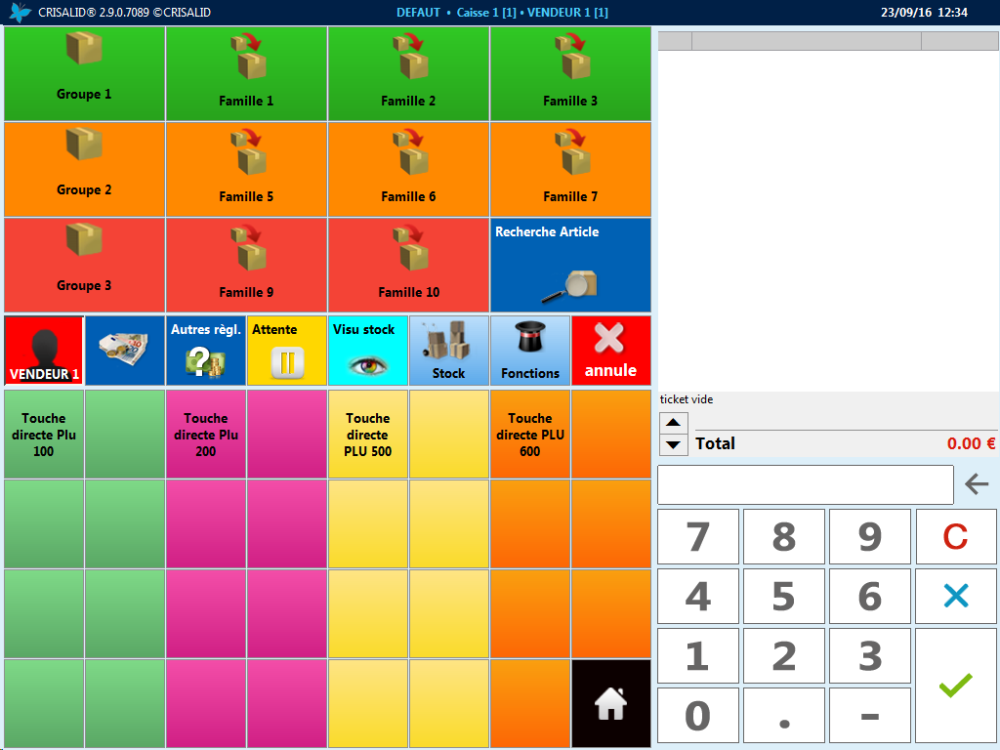 CRISALID® 2.9.0.7089 ©CRISALID
DEFAUT • Caisse 1 [1] • VENDEUR 1 [1]
23/09/16 12:34
Groupe 1
Famille 1
Famille 2
Famille 3
Groupe 2
Famille 5
Famille 6
Famille 7
Groupe 3
Famille 9
Famille 10
Recherche Article
VENDEUR 1
Autres règl.
Attente
Visu stock
Stock
Fonctions
annule
Touche
directe Plu
100
Touche
directe Plu
200
Touche
directe
PLU 500
Touche
directe PLU
600
ticket vide
Total
0.00 €
7
8
9
C
4
5
6
1
2
3
0
.
-